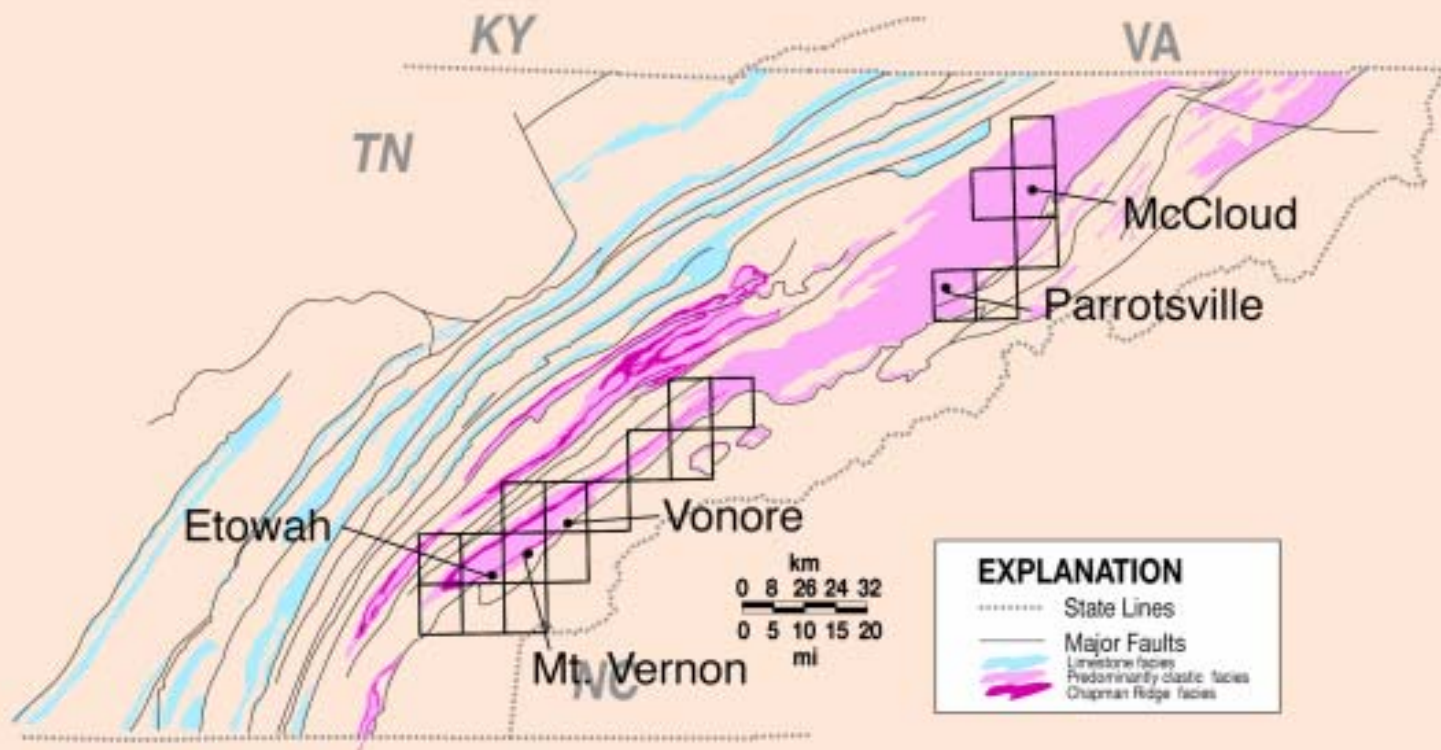 KY
VA
TN
McCloud
Parrotsville
Etowah
Vonore
km
0 8 26 24 32
0 5 10 15 20
mi
Mt. Vernon
NC
EXPLANATION
State Lines
Major Faults
Limestone facies
Predominantly clastic facies
Chapman Ridge facies